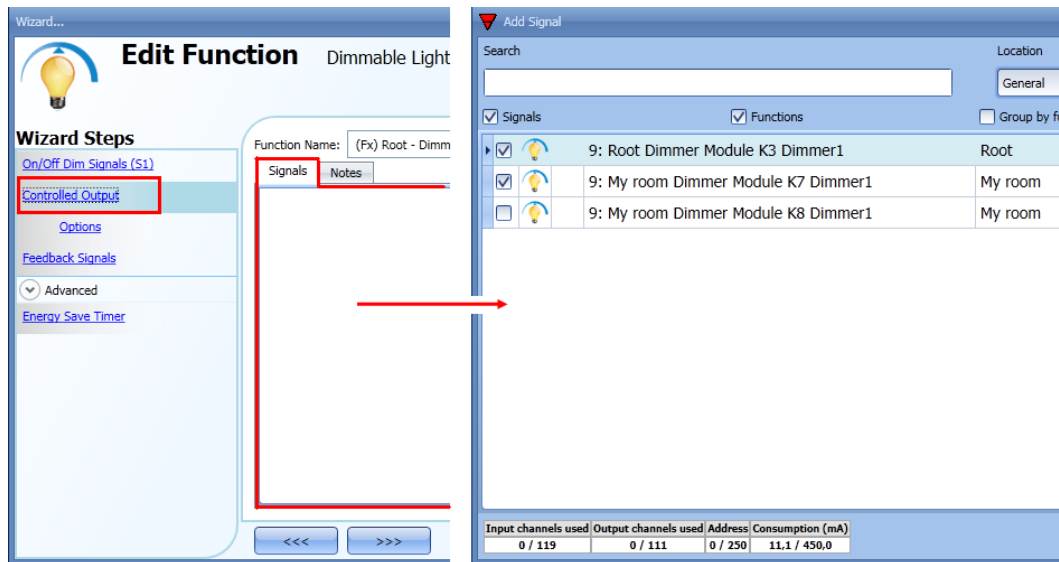 Wizard...
Edit Function Dimmable Light
Wizard Steps
On/Off Dim Signals (S1)
Controlled Output
Options
Feedback Signals
Advanced
Energy Save Timer
Function Name: (Fx) Root - Dimm
Signals Notes
<<< >>>
Add Signal
Search Location
General
Signals Functions Group by f
9: Root Dimmer Module K3 Dimmer1 Root
9: My room Dimmer Module K7 Dimmer1 My room
9: My room Dimmer Module K8 Dimmer1 My room
Input channels used Output channels used Address Consumption (mA)
0 / 119 0 / 111 0 / 250 11,1 / 450,0